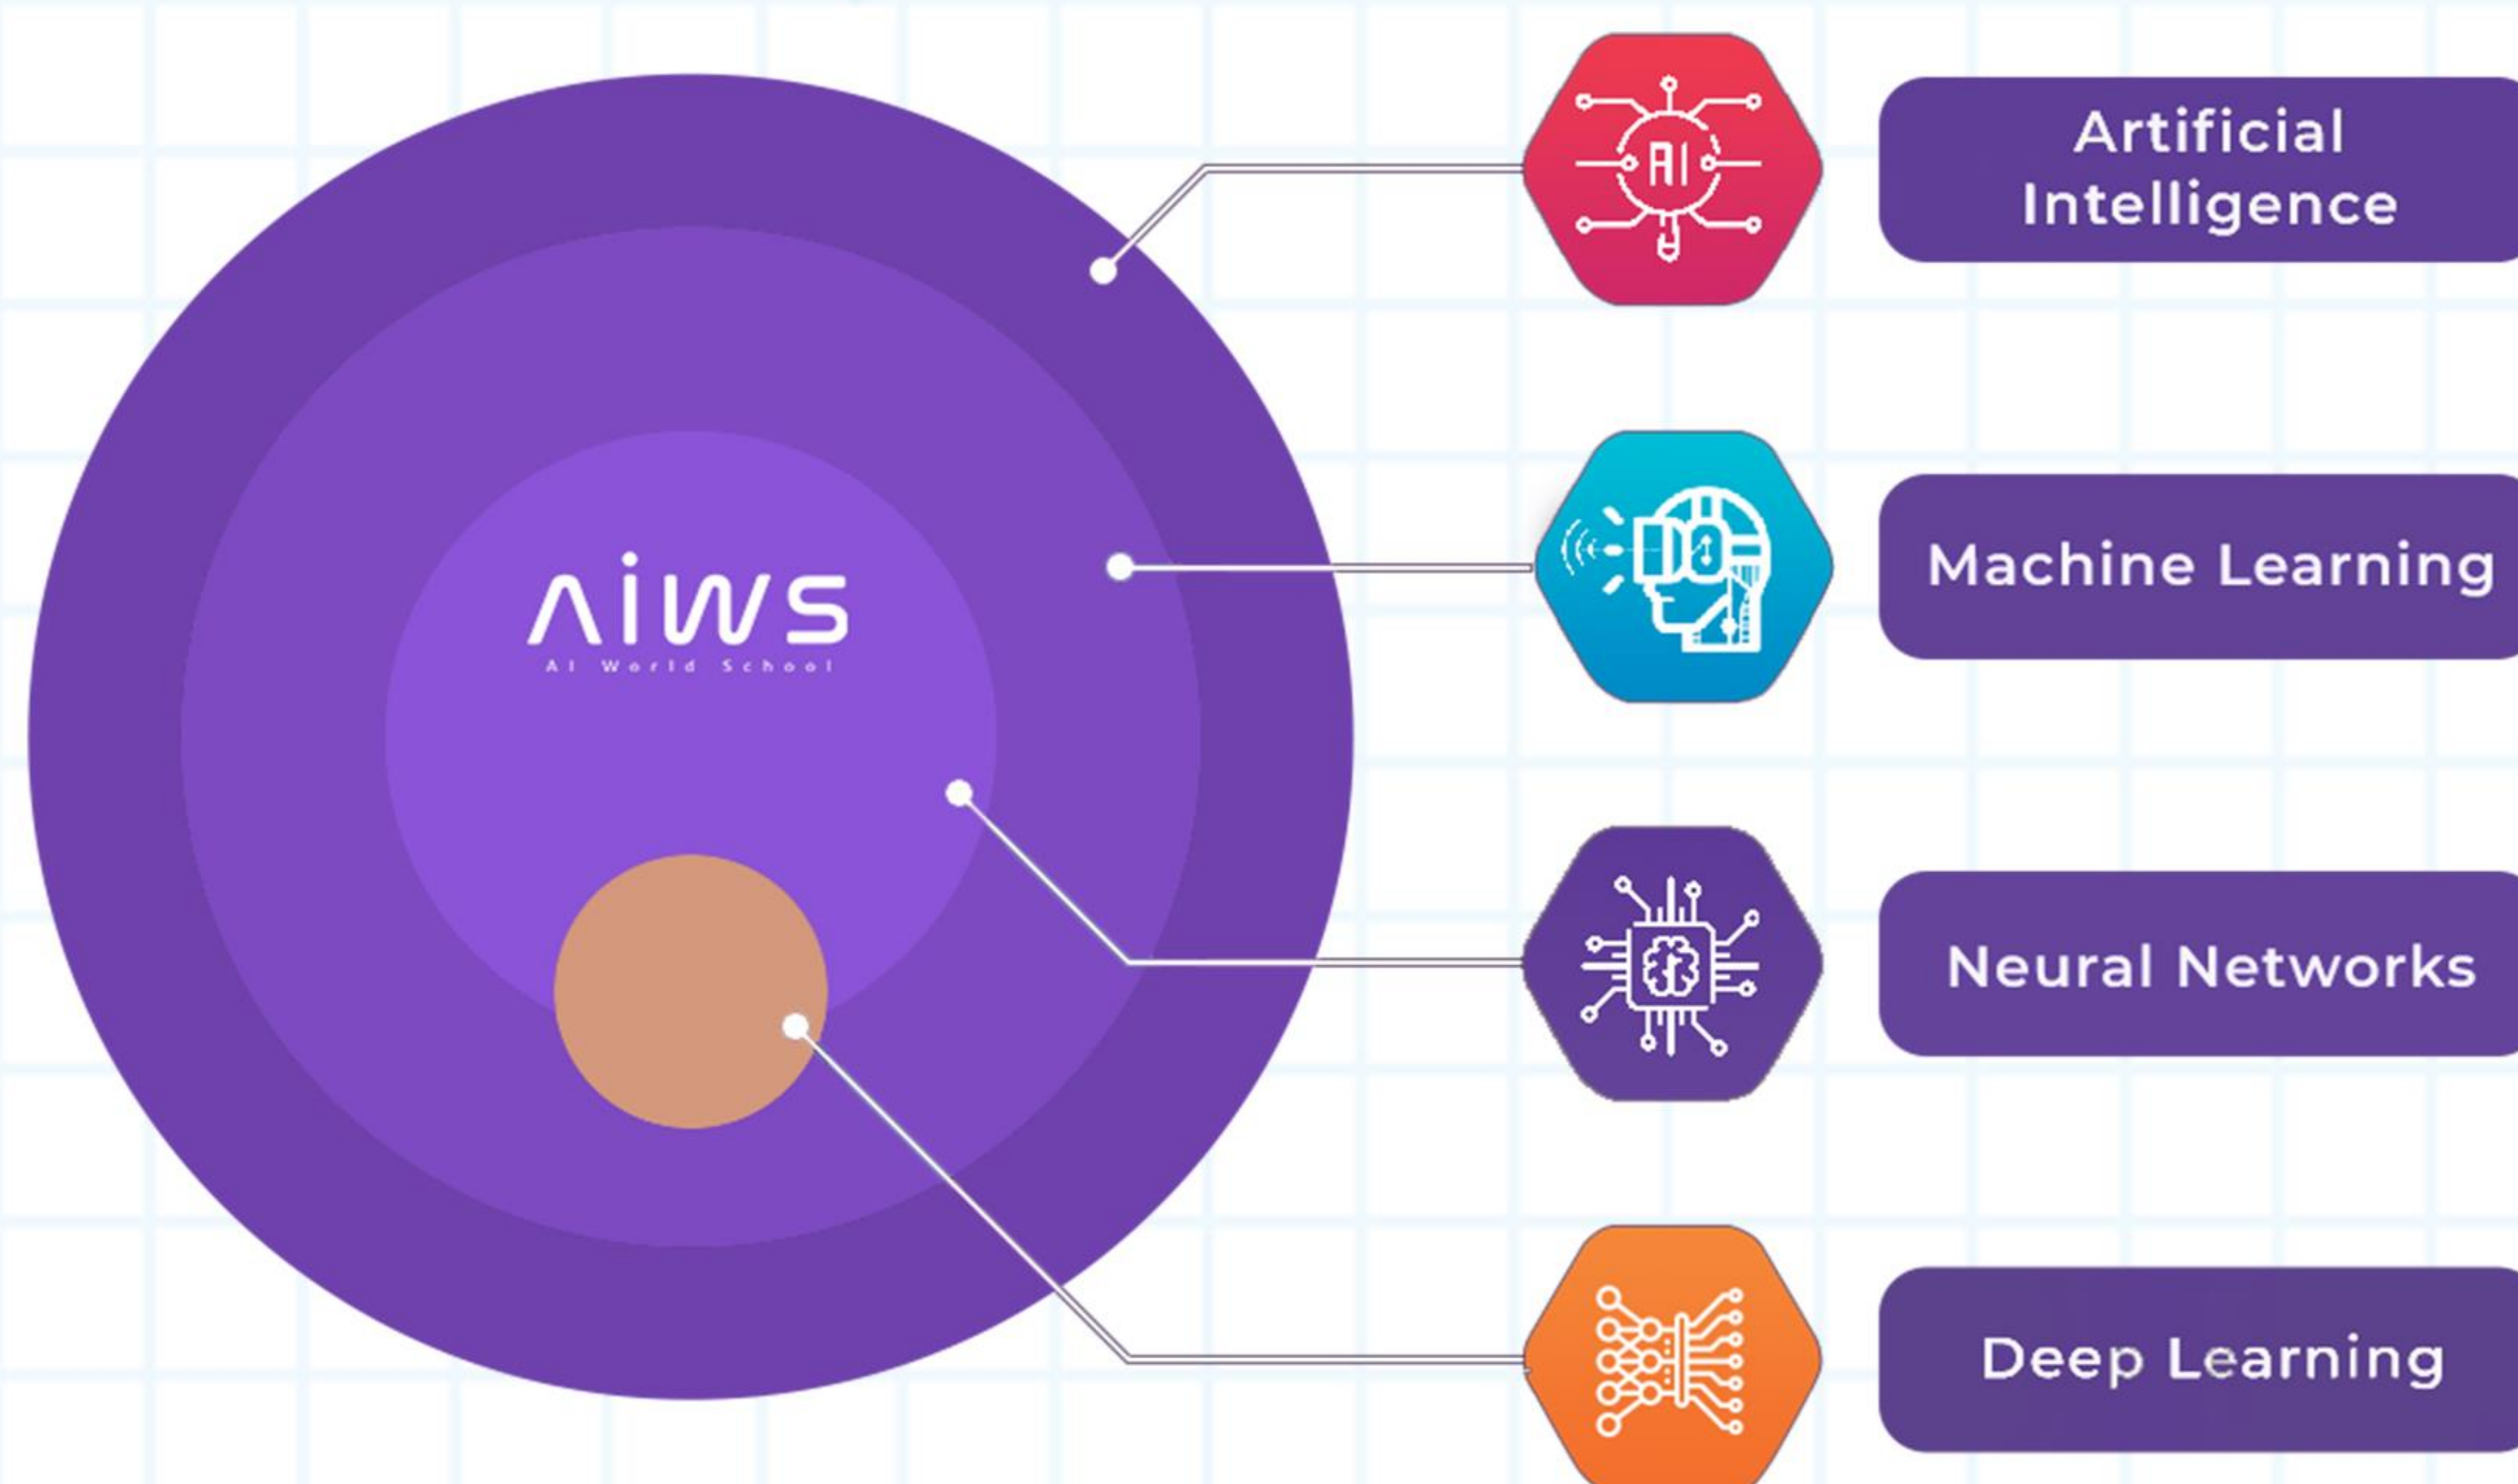 Artificial
Intelligence
AI
Machine Learning
AiWS
AI World School
Neural Networks
Deep Learning